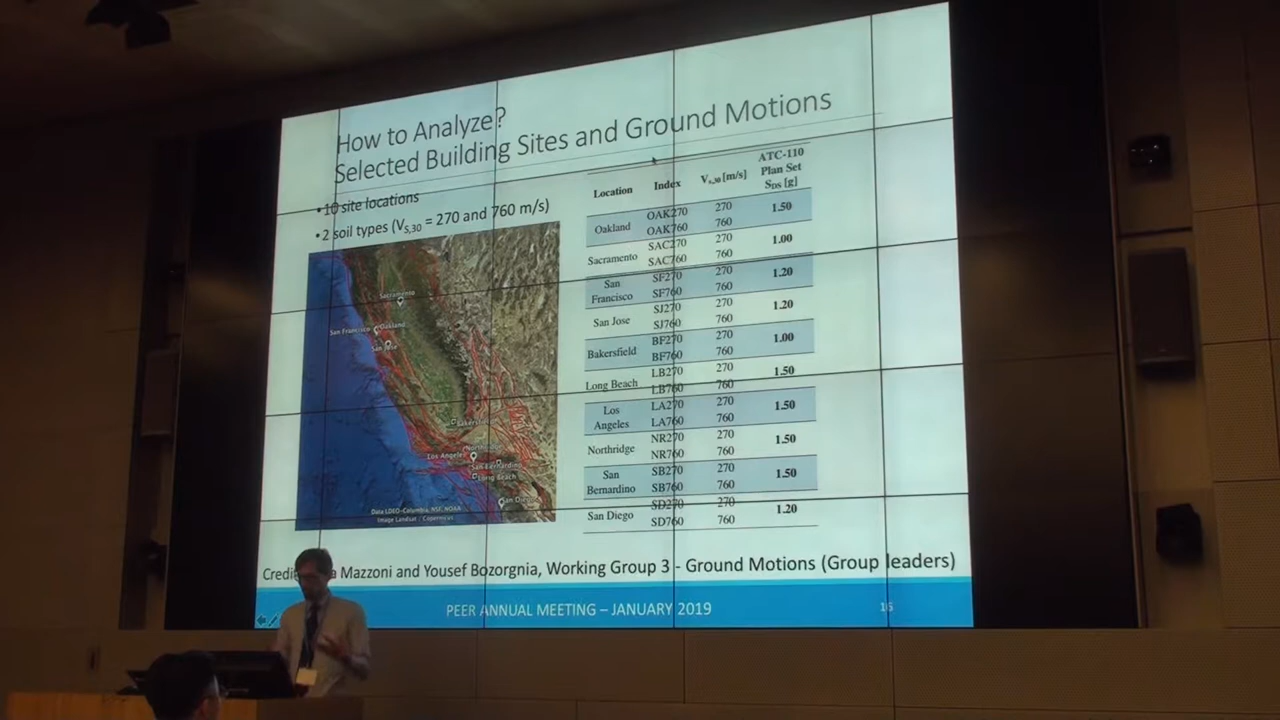 How to Analyze?
Selected Building Sites and Ground Motions
• 10 site locations
• 2 soil types (VS,30 = 270 and 760 m/s)
Sacramento
San Francisco Oakland
San Jose
Bakersfield
Northridge
Los Angeles
San Bernardino
Long Beach
San Diego
Data LDEO-Columbia, NSF, NOAA
Image Landsat / Copernicus
Location Index Vs,30 [m/s] ATC-110 Plan Set SDS [g]
Oakland OAK270 270 1.50
OAK760 760
Sacramento SAC270 270 1.00
SAC760 760
San Francisco SF270 270 1.20
SF760 760
San Jose SJ270 270 1.20
SJ760 760
Bakersfield BF270 270 1.00
BF760 760
Long Beach LB270 270 1.50
LB760 760
Los Angeles LA270 270 1.50
LA760 760
Northridge NR270 270 1.50
NR760 760
San Bernardino SB270 270 1.50
SB760 760
San Diego SD270 270 1.20
SD760 760
Mazzoni and Yousef Bozorgnia, Working Group 3 - Ground Motions (Group leaders)
PEER ANNUAL MEETING – JANUARY 2019
16